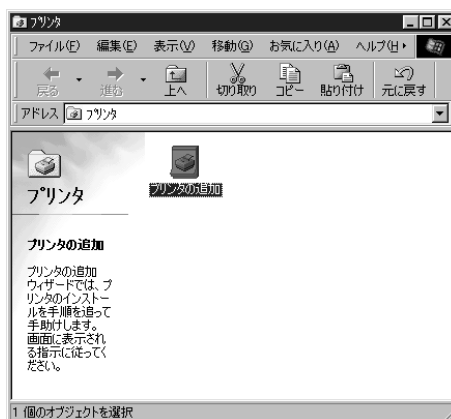 プリンタ
ファイル(F) 編集(E) 表示(V) 移動(G) お気に入り(A) ヘルプ(H
戻る 進む 上へ 切り取り コピー 貼り付け 元に戻す
アドレス プリンタ
プリンタ
プリンタの追加
プリンタの追加
プリンタの追加
ウィザードでは、プ
リンタのインストー
ルを手順を追って
手助けします。
画面に表示され
る指示に従ってく
ださい。
1 個のオブジェクトを選択